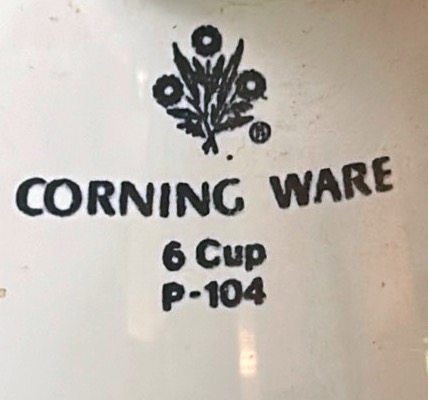 ®
CORNING WARE
6 Cup
P-104